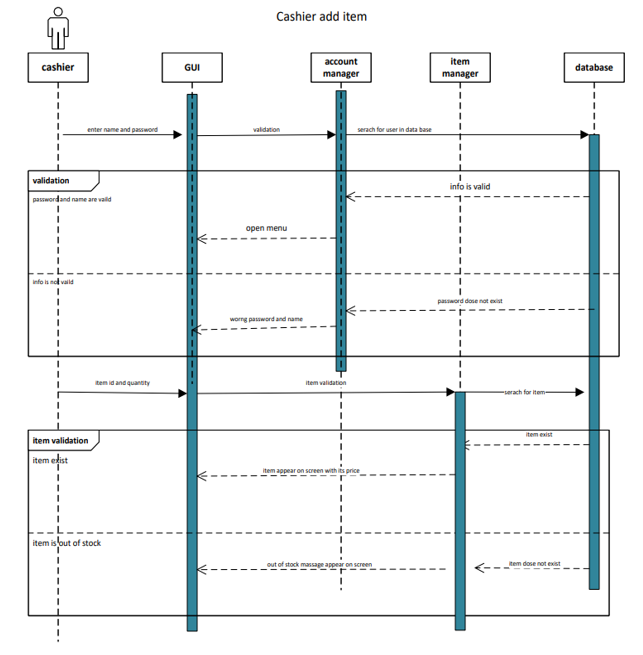 Cashier add item
cashier
GUI
account
manager
item
manager
database
enter name and password
validation
serach for user in data base
validation
info is valid
password and name are vaild
open menu
info is not vaild
password dose not exist
worng password and name
item id and quantity
item validation
serach for item
item exist
item validation
item exist
item appear on screen with its price
item is out of stock
out of stock massage appear on screen
item dose not exist